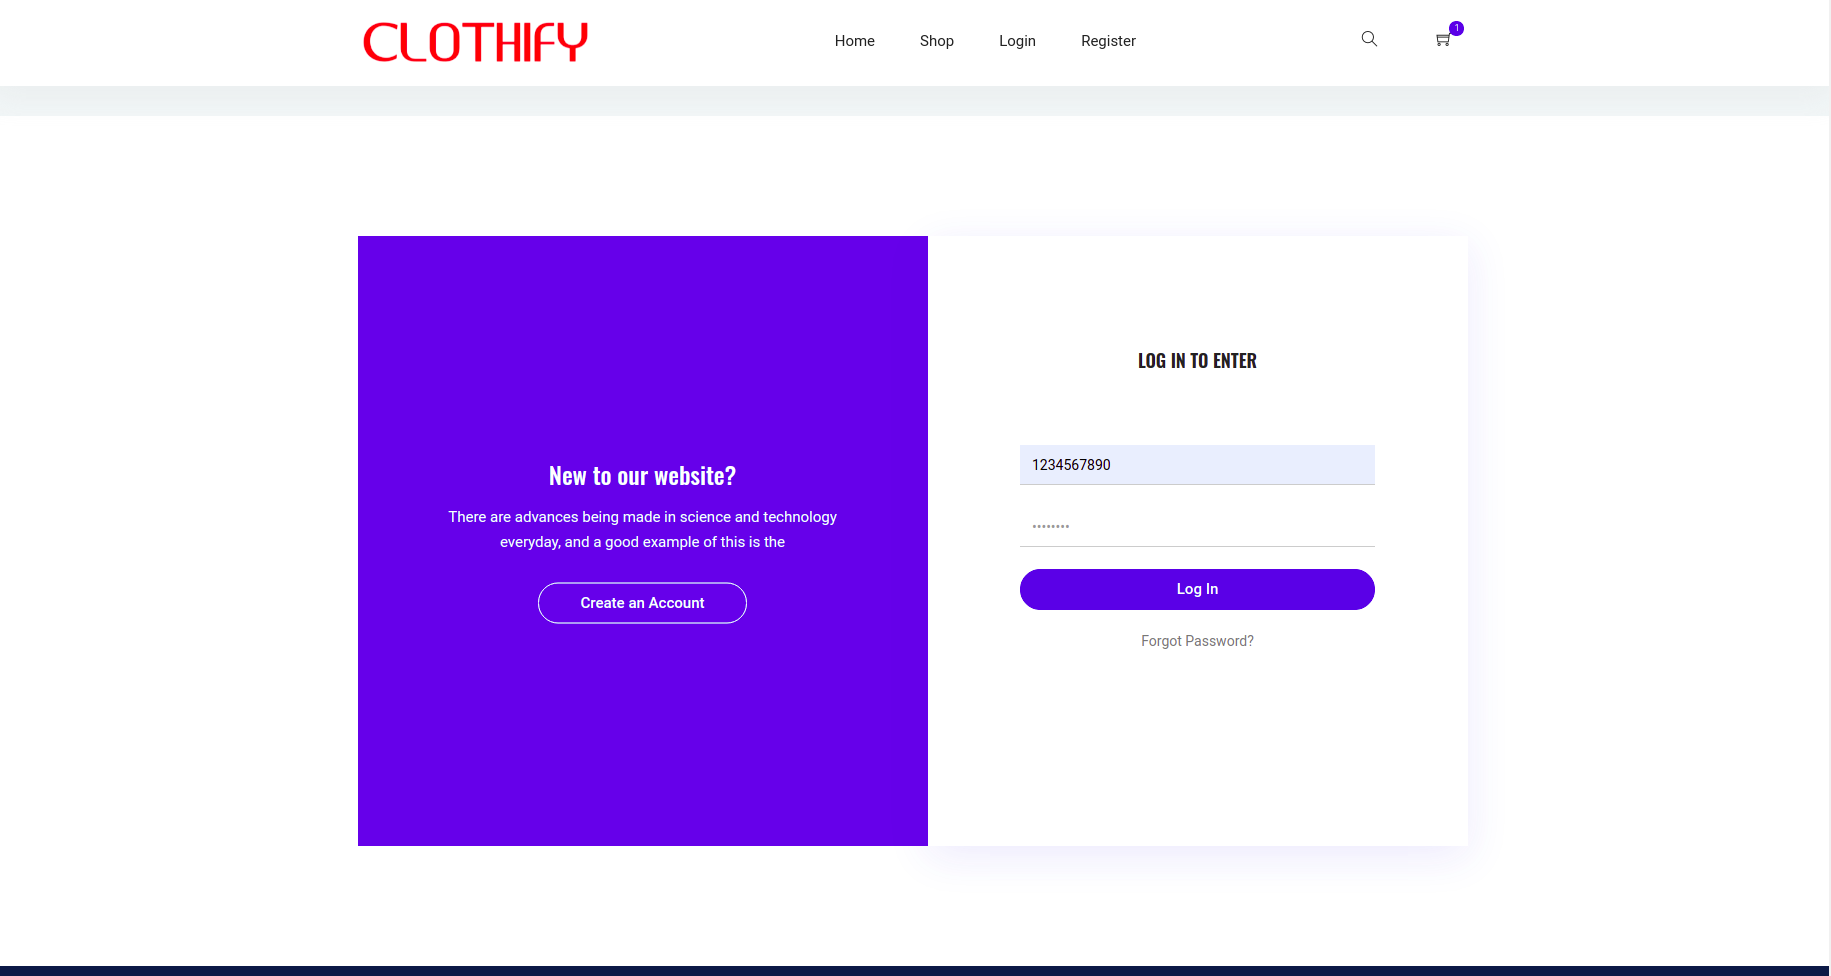 CLOTHIFY
Home
Shop
Login
Register
1
New to our website?
There are advances being made in science and technology
everyday, and a good example of this is the
Create an Account
LOG IN TO ENTER
1234567890
••••••••
Log In
Forgot Password?